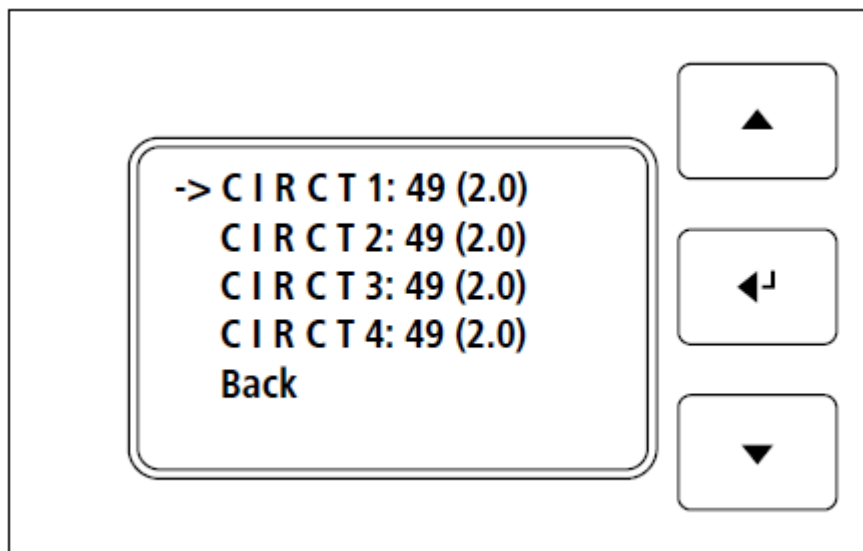 -> C I R C T 1: 49 (2.0)
C I R C T 2: 49 (2.0)
C I R C T 3: 49 (2.0)
C I R C T 4: 49 (2.0)
Back